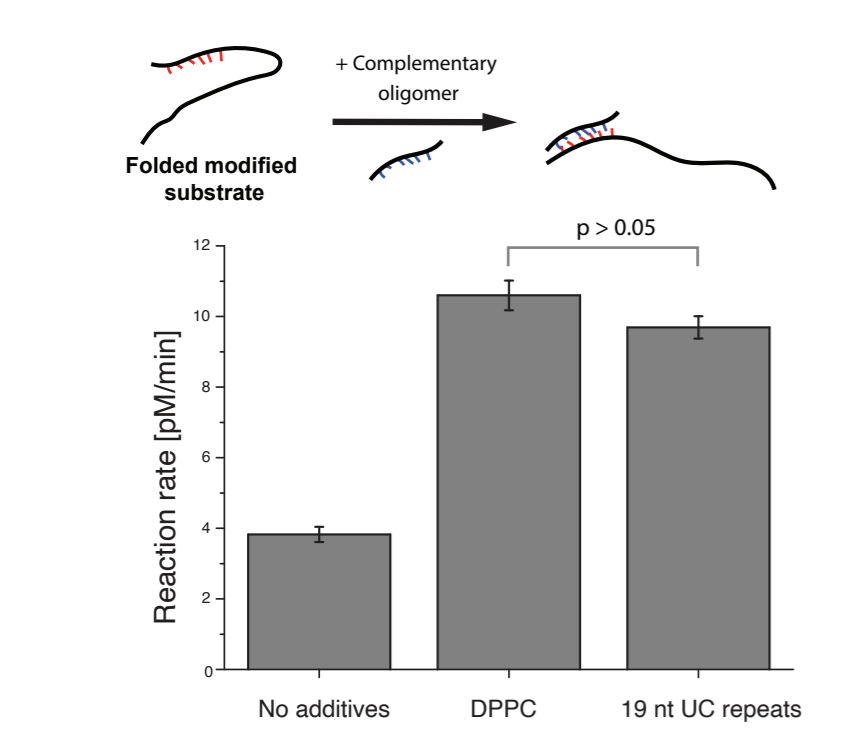 + Complementary
oligomer
Folded modified
substrate
p > 0.05
12
10
8
6
4
2
0
Reaction rate [pM/min]
No additives
DPPC
19 nt UC repeats